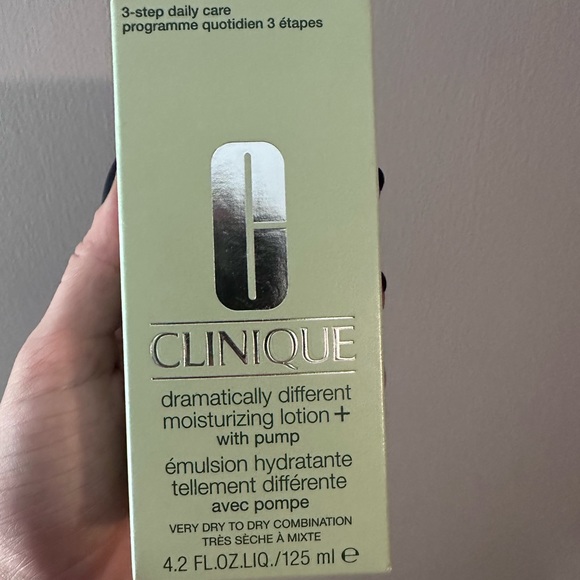 3-step daily care
programme quotidien 3 étapes
CLINIQUE
dramatically different
moisturizing lotion+
with pump
émulsion hydratante
tellement différente
avec pompe
VERY DRY TO DRY COMBINATION
TRÈS SÈCHE À MIXTE
4.2 FL.OZ.LIQ./125 ml ℮